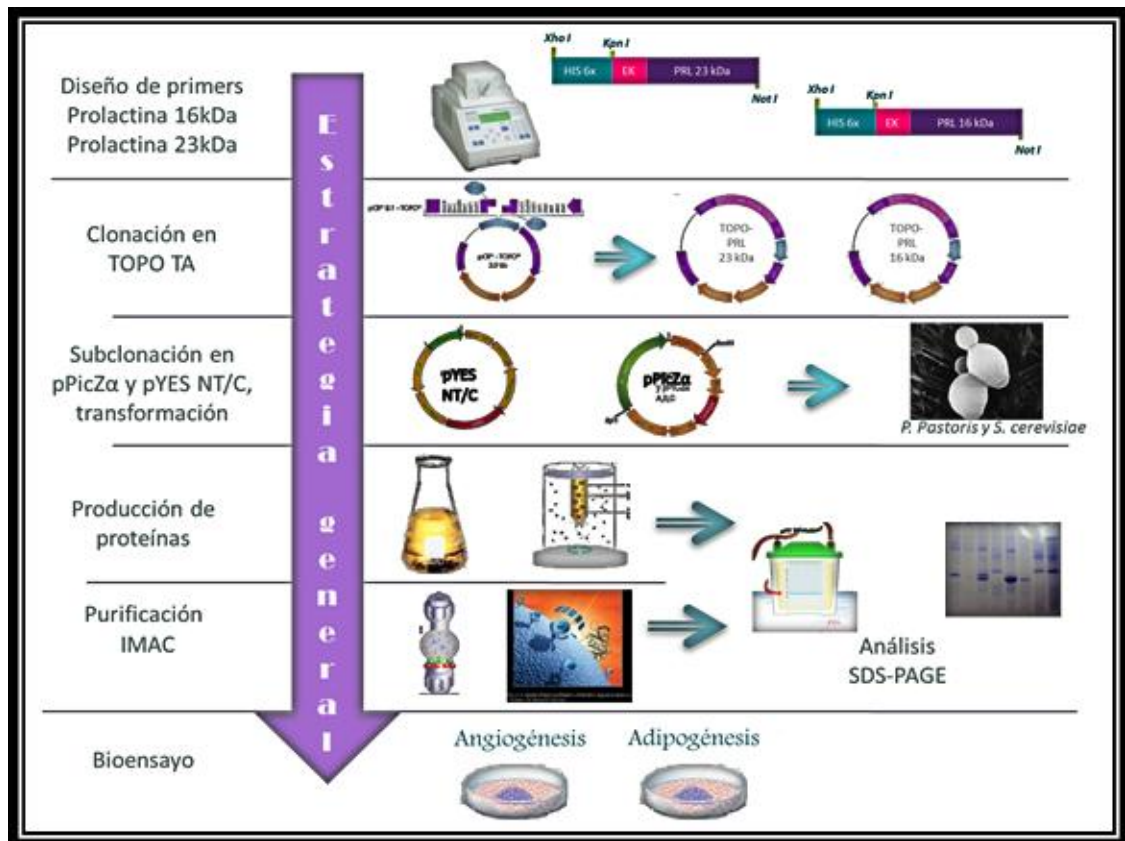 Diseño de primers
Prolactina 16kDa
Prolactina 23kDa
Estrategia general
Xho I
Kpn I
HIS 6x
EK
PRL 23 kDa
Not I
Xho I
Kpn I
HIS 6x
EK
PRL 16 kDa
Not I
Clonación en
TOPO TA
TOPO-
PRL
23 kDa
TOPO-
PRL
16 kDa
Subclonación en
pPicZα y pYES NT/C,
transformación
pYES
NT/C
pPicZα
P. Pastoris y S. cerevisiae
Producción de
proteínas
Purificación
IMAC
Análisis
SDS-PAGE
Bioensayo
Angiogénesis
Adipogénesis